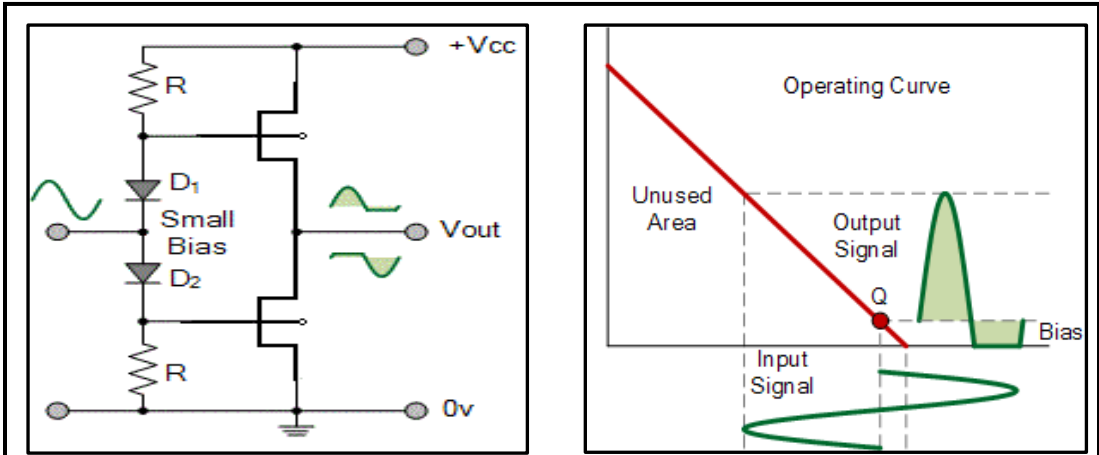 +Vcc
R
D1
Small
Bias
Vout
D2
R
0v
Operating Curve
Unused
Area
Output
Signal
Q
Bias
Input
Signal